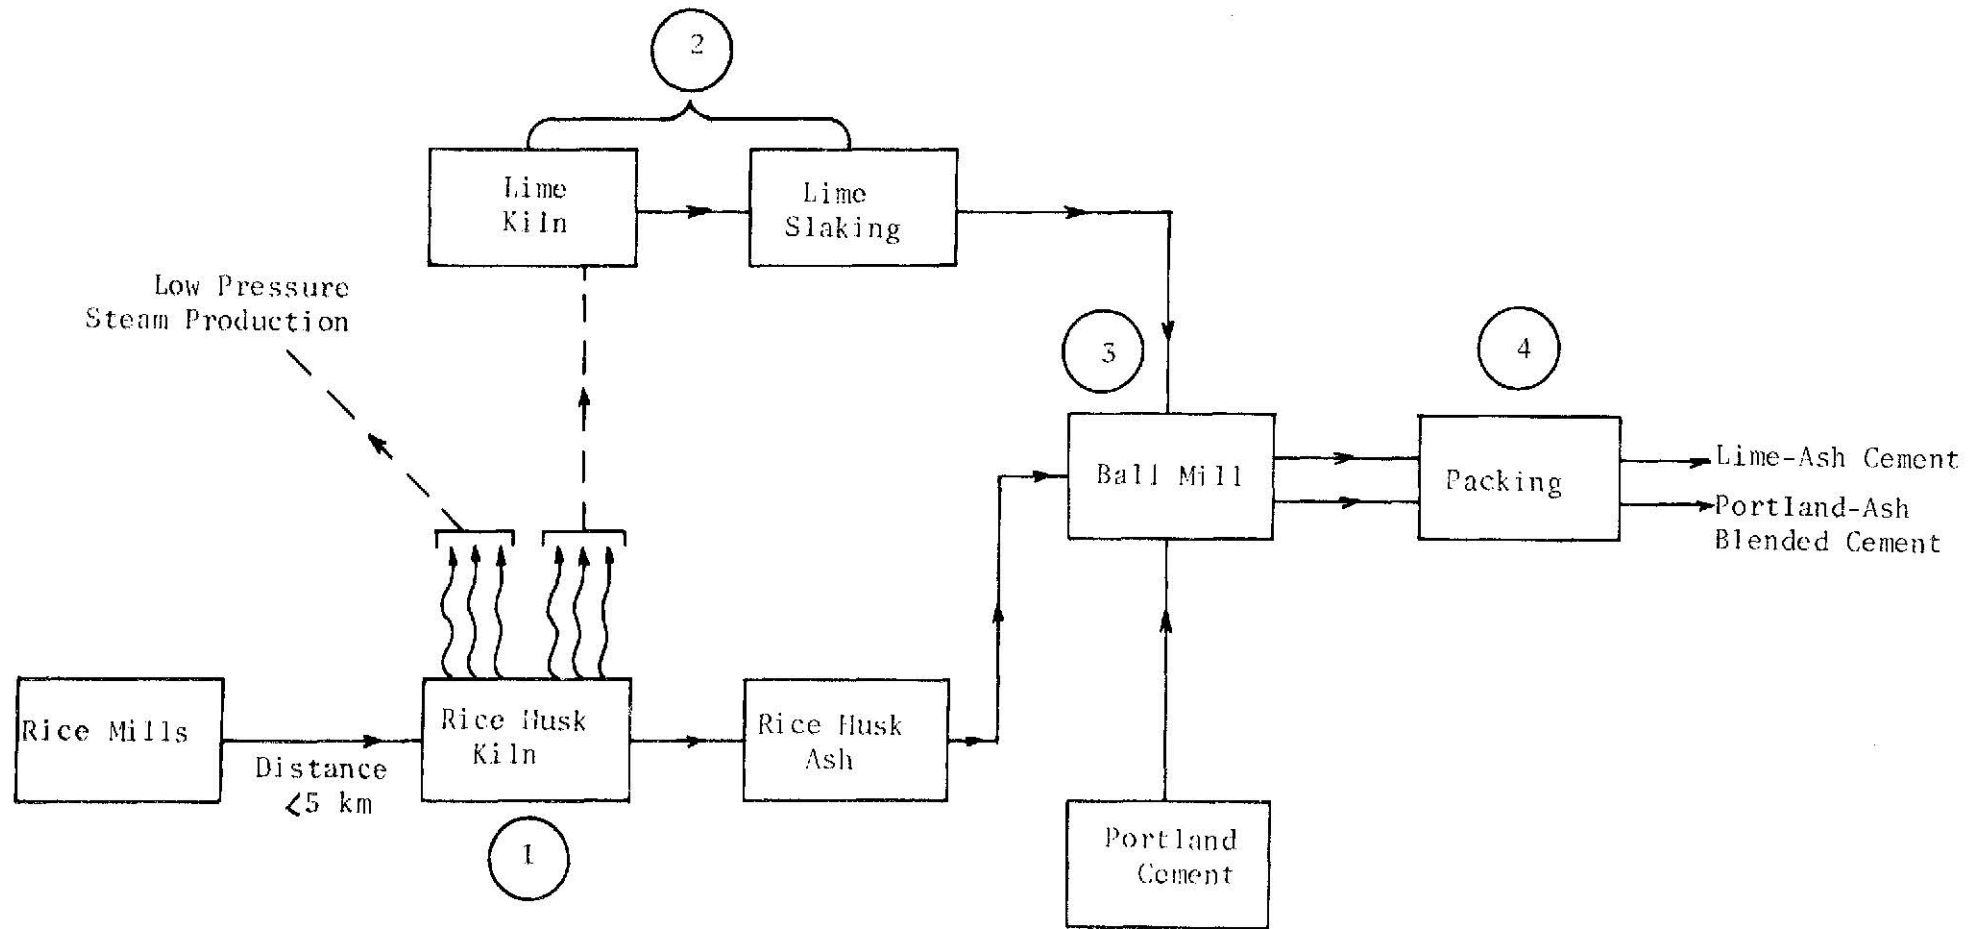 2
Lime
Kiln
Lime
Slaking
Low Pressure
Steam Production
3
4
Ball Mill
Packing
Lime-Ash Cement
Portland-Ash
Blended Cement
Rice Mills
Distance
<5 km
Rice Husk
Kiln
1
Rice Husk
Ash
Portland
Cement